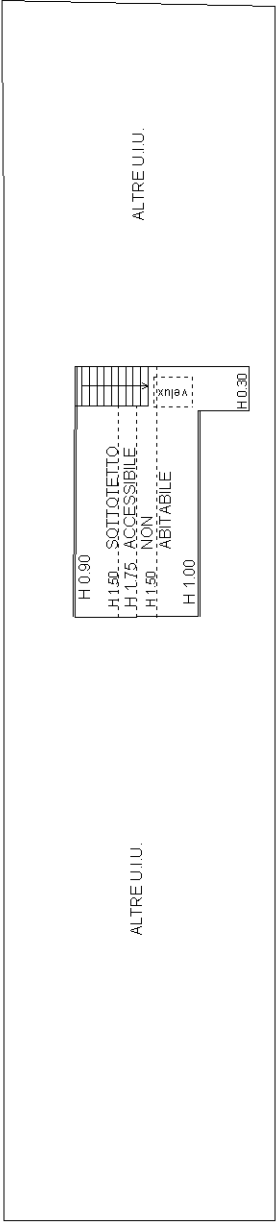 ALTRE U.I.U.
H 0.90
H 1.50 SOTTOTETTO
H 1.75 ACCESSIBILE
NON
H 1.50
ABITABILE
H 1.00
velux
H 0.30
ALTRE U.I.U.